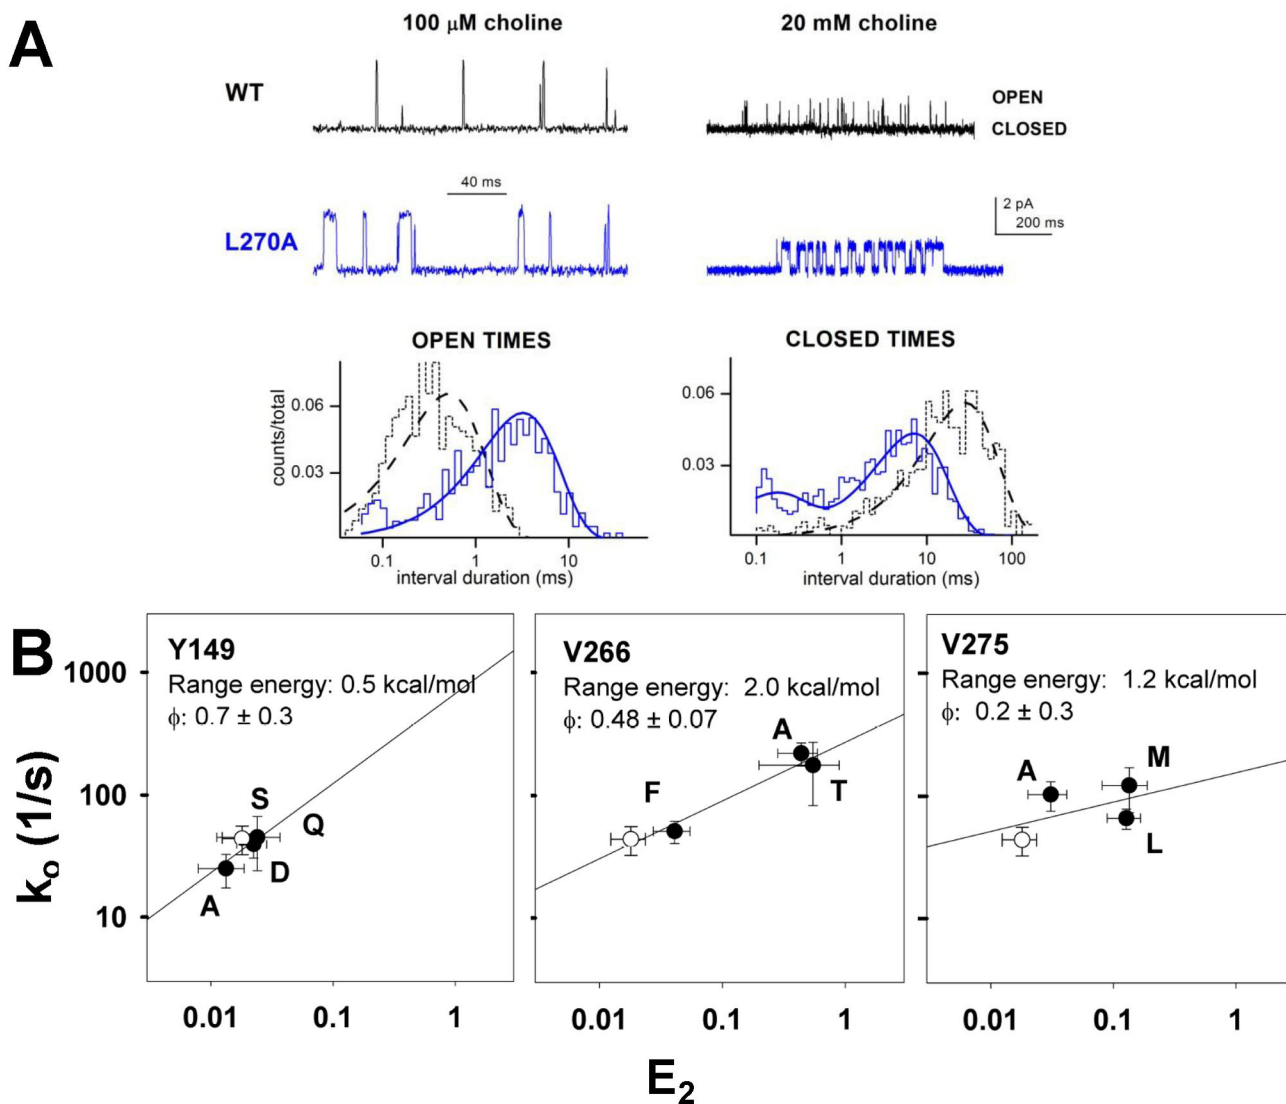 A
100 μM choline
20 mM choline
WT
OPEN
CLOSED
40 ms
L270A
2 pA
200 ms
OPEN TIMES
CLOSED TIMES
counts/total
0.06
0.03
0.1
1
10
interval duration (ms)
0.06
0.03
0.1
1
10
100
interval duration (ms)
B
kₒ (1/s)
1000
100
10
Y149
Range energy: 0.5 kcal/mol
ϕ: 0.7 ± 0.3
S
Q
D
A
0.01
0.1
1
V266
Range energy: 2.0 kcal/mol
ϕ: 0.48 ± 0.07
A
F
T
0.01
0.1
1
V275
Range energy: 1.2 kcal/mol
ϕ: 0.2 ± 0.3
A
M
L
0.01
0.1
1
E₂